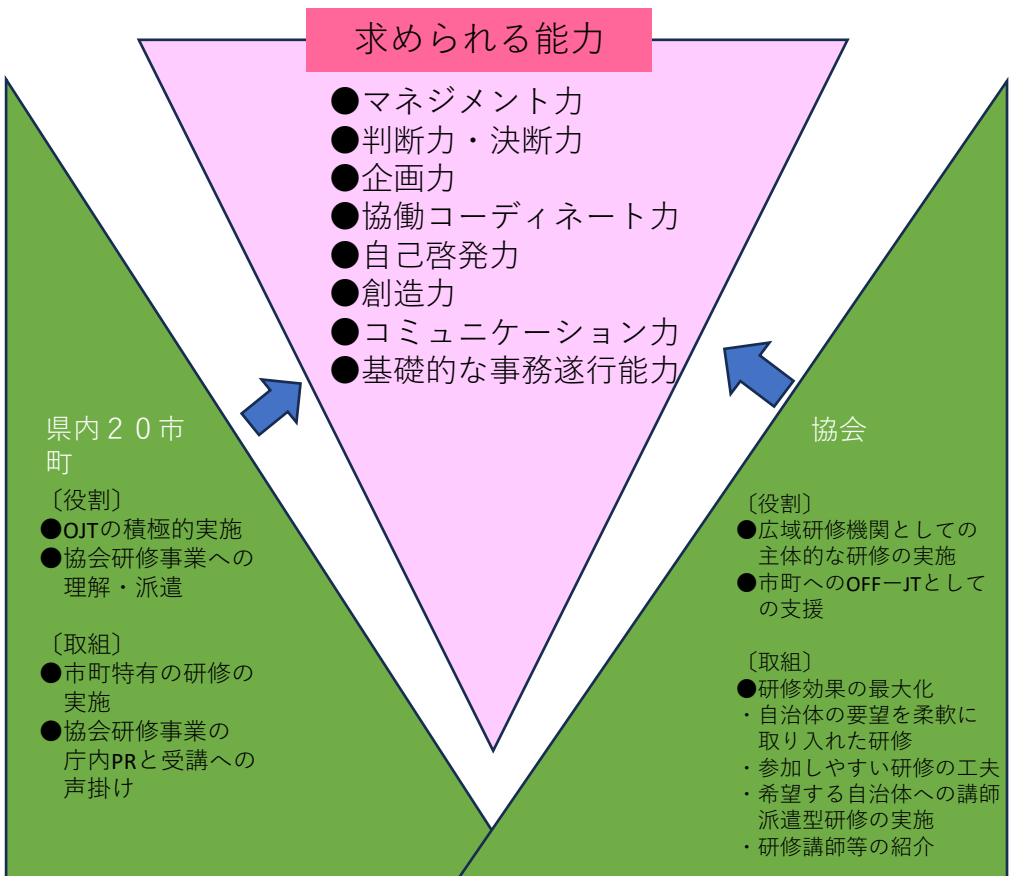 求められる能力
●マネジメント力
●判断力・決断力
●企画力
●協働コーディネート力
●自己啓発力
●創造力
●コミュニケーション力
●基礎的な事務遂行能力
県内２０市
町
〔役割〕
●OJTの積極的実施
●協会研修事業への
理解・派遣
〔取組〕
●市町特有の研修の
実施
●協会研修事業の
庁内PRと受講への
声掛け
協会
〔役割〕
●広域研修機関としての
主体的な研修の実施
●市町へのOFFーJTとして
の支援
〔取組〕
●研修効果の最大化
・自治体の要望を柔軟に
取り入れた研修
・参加しやすい研修の工夫
・希望する自治体への講師
派遣型研修の実施
・研修講師等の紹介